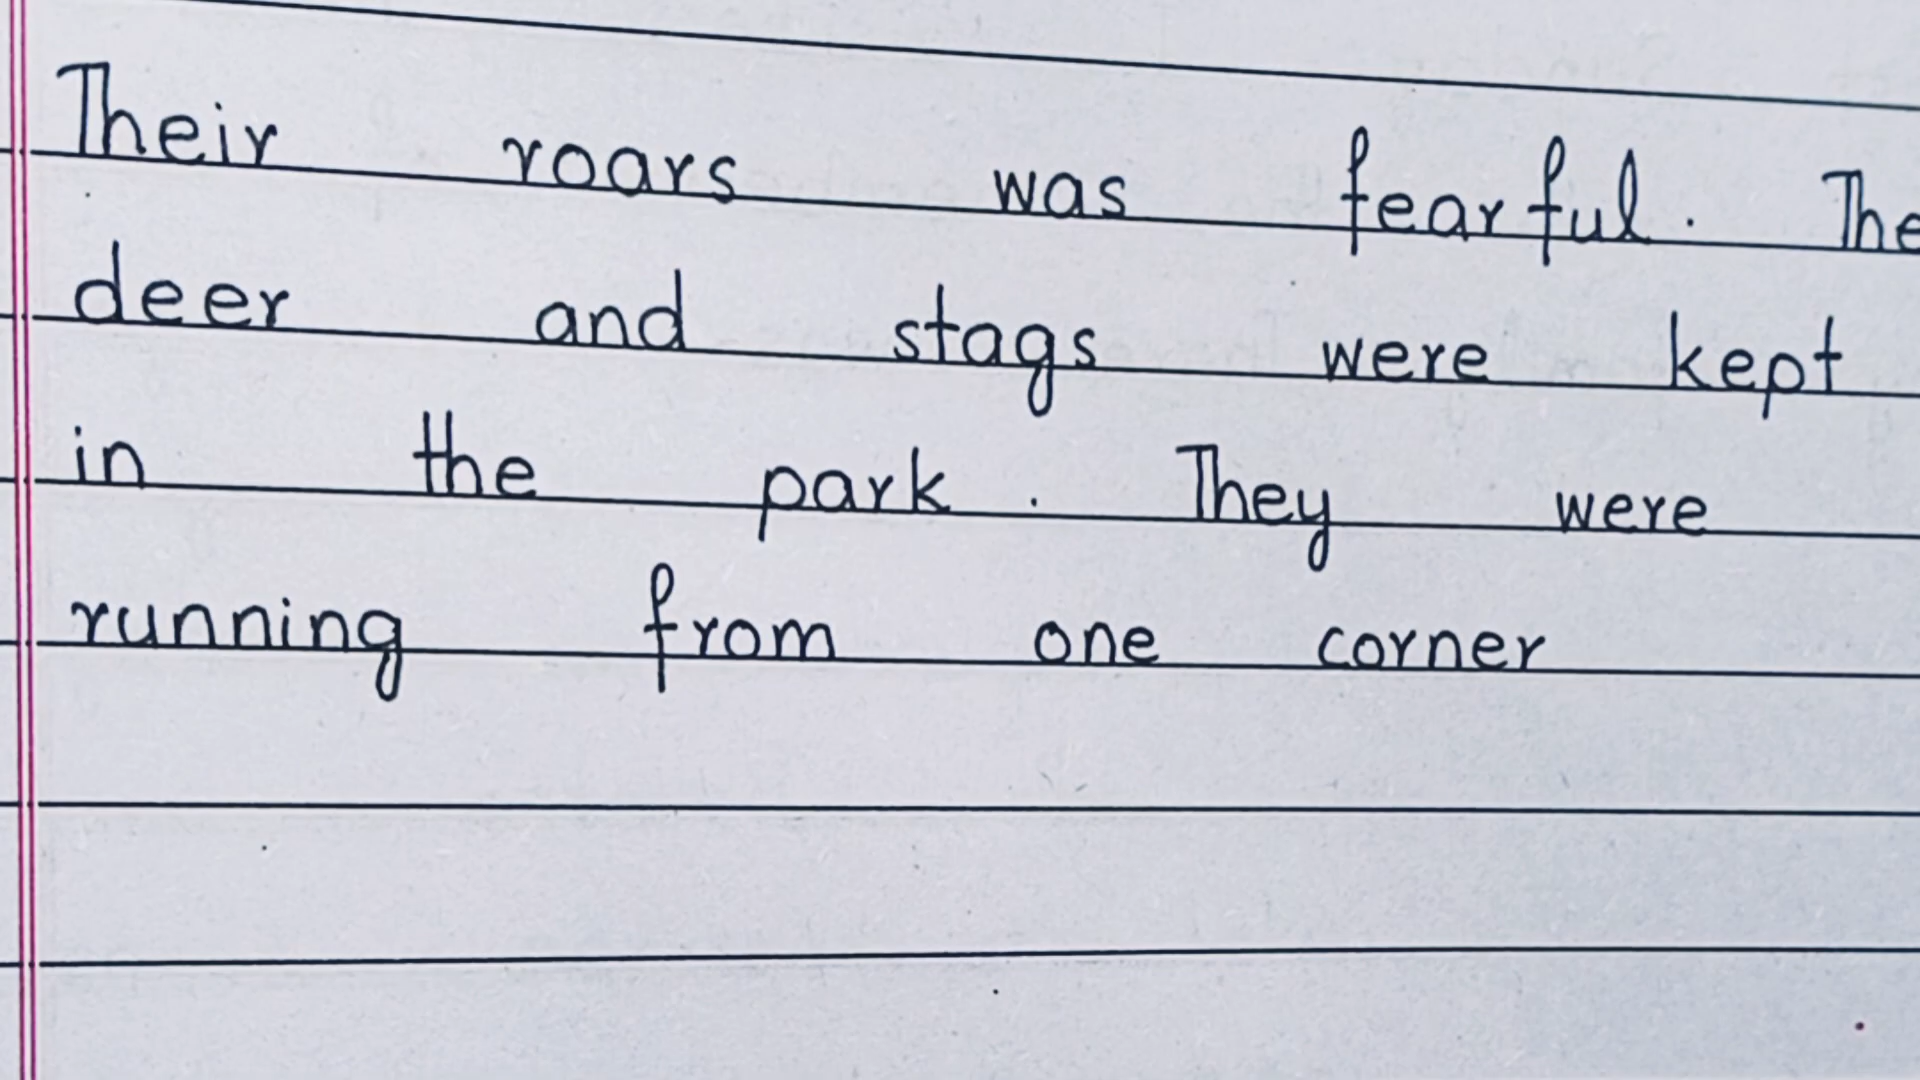 Their roars was fearful. The
deer and stags were kept
in the park. They were
running from one corner